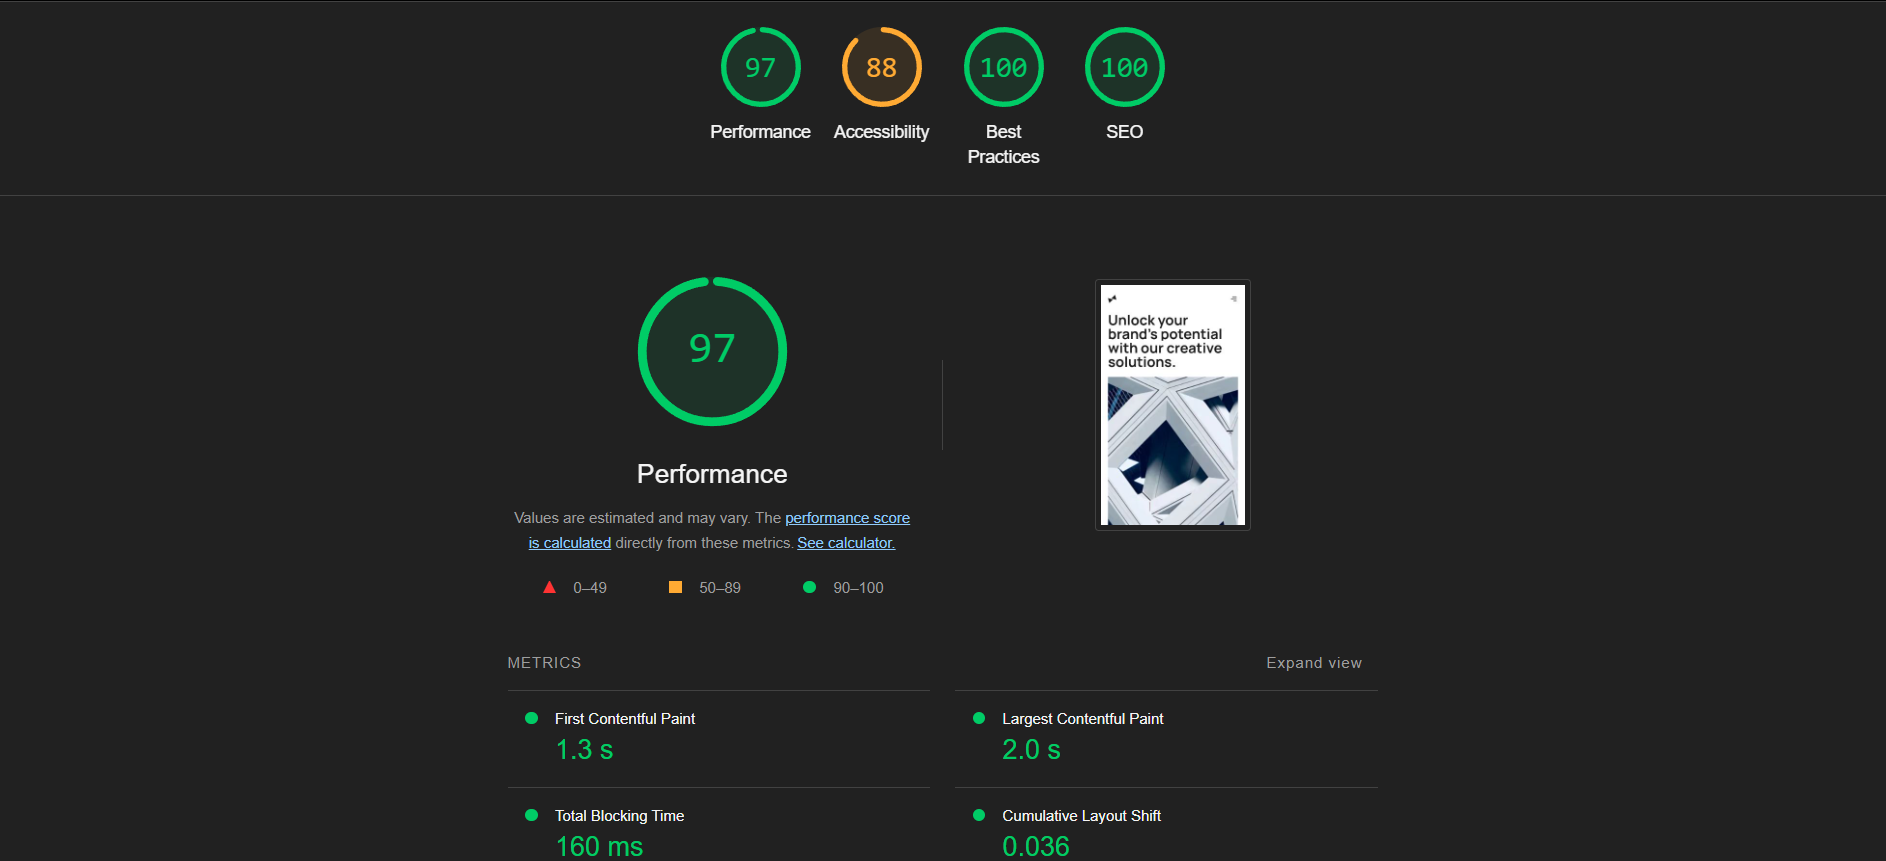 97
88
100
100
Performance
Accessibility
Best
Practices
SEO
97
Performance
Values are estimated and may vary. The performance score
is calculated directly from these metrics. See calculator.
0–49
50–89
90–100
Unlock your
brand's potential
with our creative
solutions.
METRICS
Expand view
First Contentful Paint
1.3 s
Largest Contentful Paint
2.0 s
Total Blocking Time
160 ms
Cumulative Layout Shift
0.036